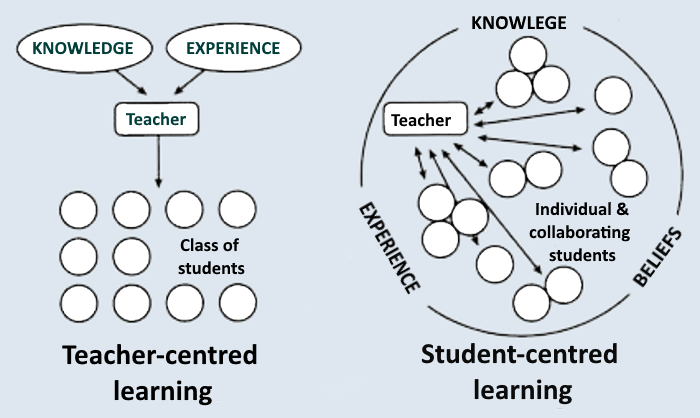 KNOWLEDGE
EXPERIENCE
Teacher
Class of
students
Teacher-centred
learning
KNOWLEGE
Teacher
Individual &
collaborating
students
EXPERIENCE
BELIEFS
Student-centred
learning